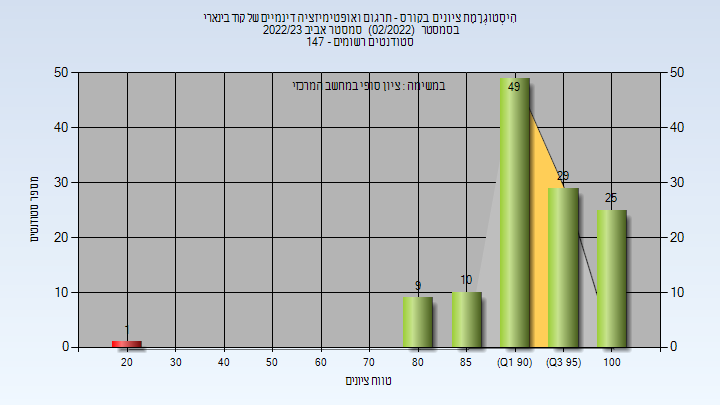 היסטוגרמת ציונים בקורס - תרגום ואופטימיזציה דינמיים של קוד בינארי
בסמסטר (02/2022) סמסטר אביב 2022/23
סטודנטים רשומים - 147
במשימה : ציון סופי במחשב המרכזי
50 50
40 40
30 30
20 20
10 10
0 0
מספר סטודנטים
1 9 10 49 29 25
20 30 40 50 60 70 80 85 (Q1 90) (Q3 95) 100
טווח ציונים